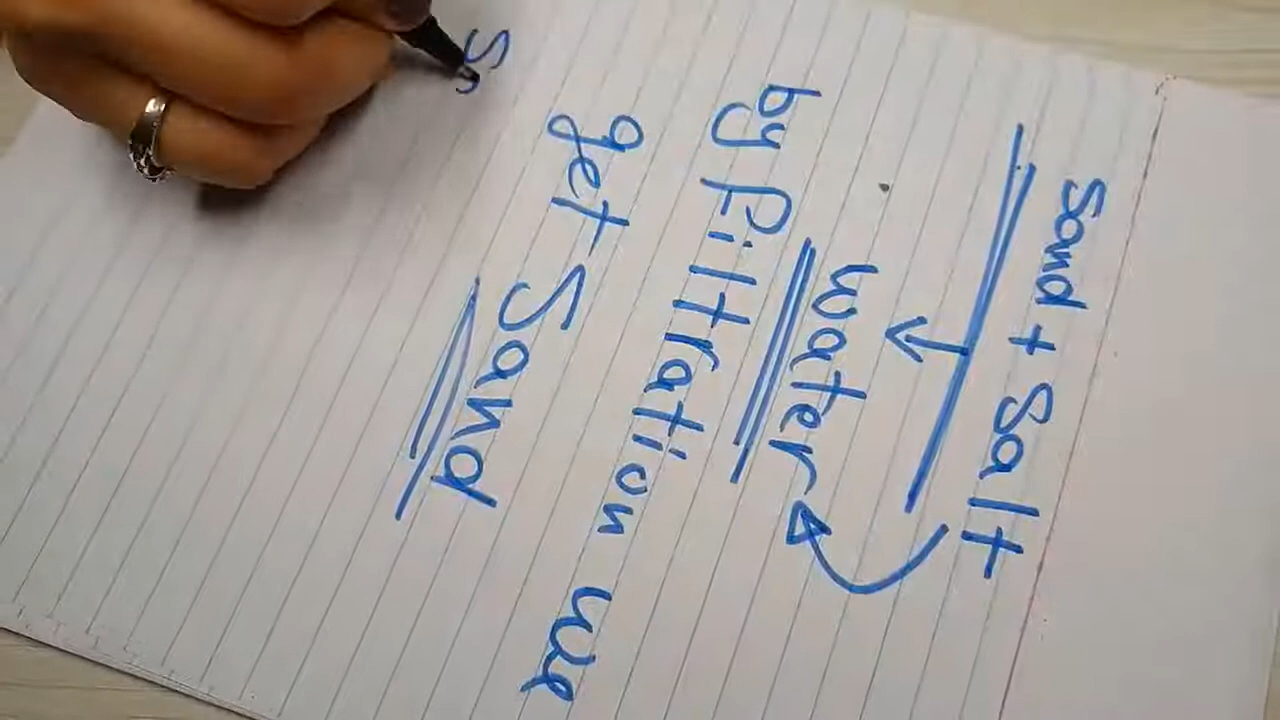 Sand + Salt
water
by filtration we
get Sand